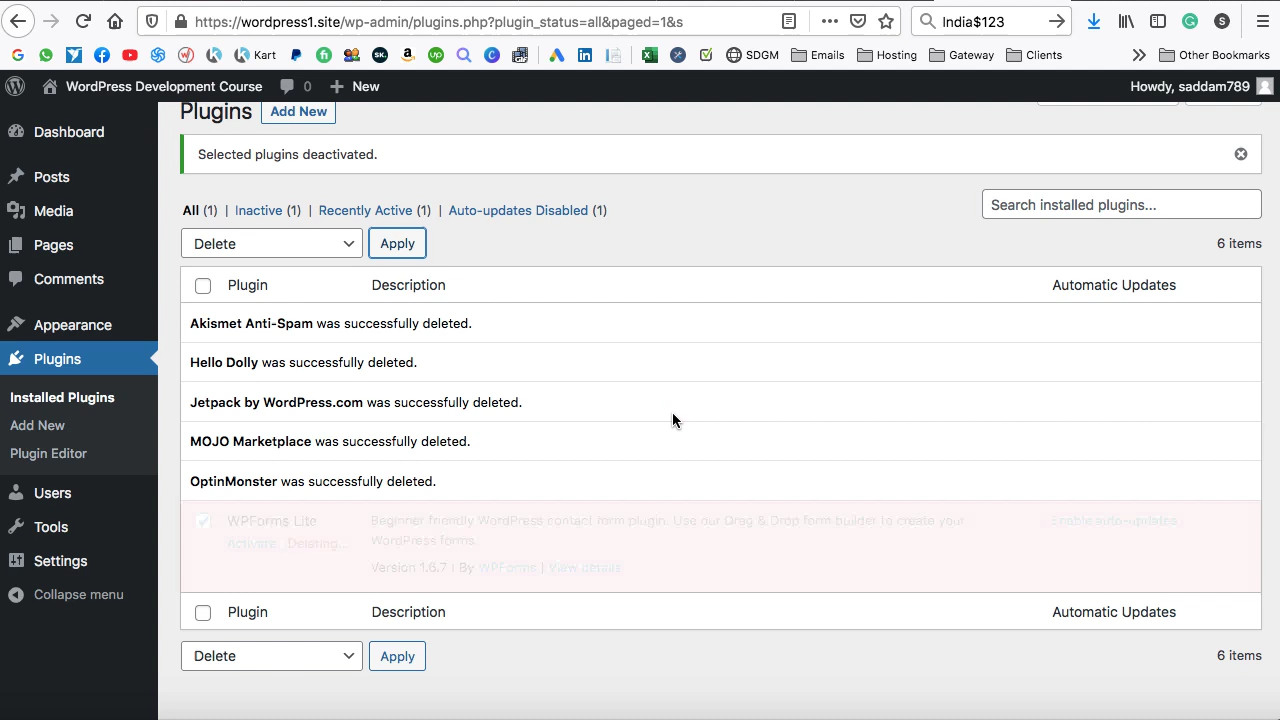 https://wordpress1.site/wp-admin/plugins.php?plugin_status=all&paged=1&s
India$123
Kart
SDGM
Emails
Hosting
Gateway
Clients
Other Bookmarks
WordPress Development Course
0
New
Howdy, saddam789
Dashboard
Posts
Media
Pages
Comments
Appearance
Plugins
Installed Plugins
Add New
Plugin Editor
Users
Tools
Settings
Collapse menu
Plugins
Add New
Selected plugins deactivated.
All (1) | Inactive (1) | Recently Active (1) | Auto-updates Disabled (1)
Search installed plugins...
Delete
Apply
6 items
Plugin Description Automatic Updates
Akismet Anti-Spam was successfully deleted.
Hello Dolly was successfully deleted.
Jetpack by WordPress.com was successfully deleted.
MOJO Marketplace was successfully deleted.
OptinMonster was successfully deleted.
WPForms Lite
Activate Deleting...
Beginner friendly WordPress contact form plugin. Use our Drag & Drop form builder to create your
WordPress forms.
Version 1.6.7 | By WPForms | View details
Enable auto-updates
Plugin Description Automatic Updates
Delete
Apply
6 items